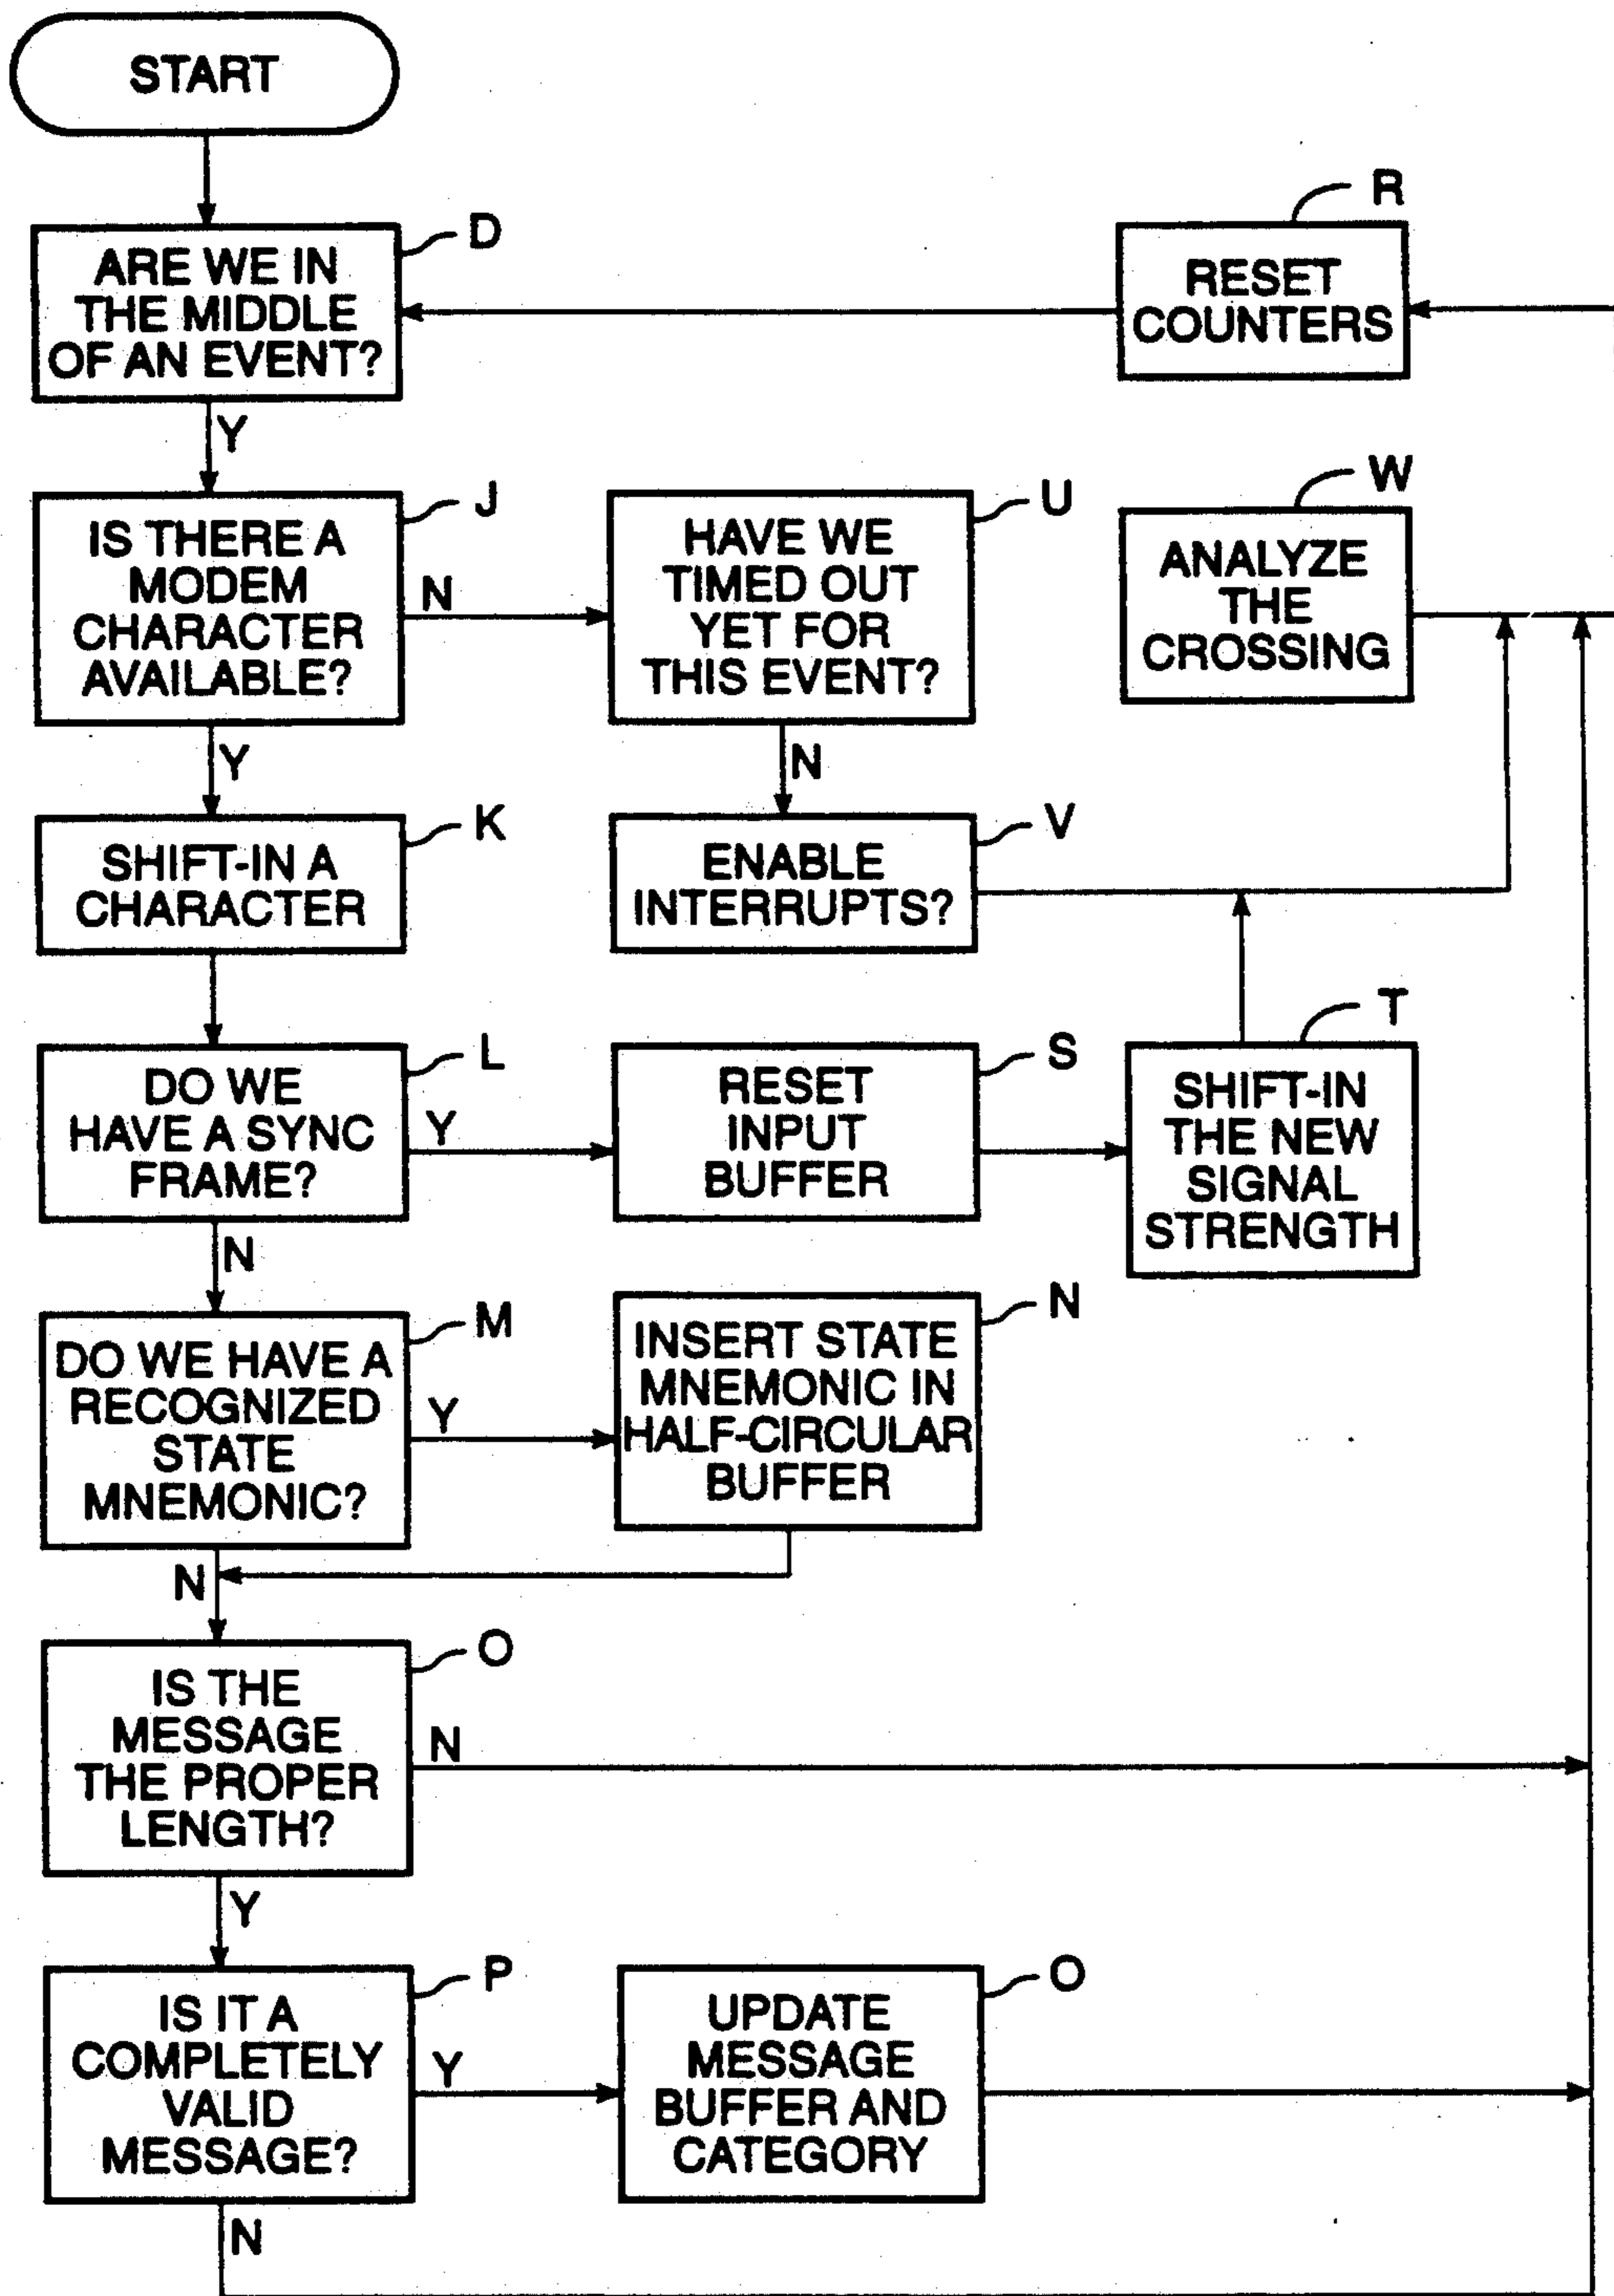 START
D
ARE WE IN
THE MIDDLE
OF AN EVENT?
R
RESET
COUNTERS
Y
J
IS THERE A
MODEM
CHARACTER
AVAILABLE?
N
U
HAVE WE
TIMED OUT
YET FOR
THIS EVENT?
W
ANALYZE
THE
CROSSING
Y
N
K
SHIFT-IN A
CHARACTER
V
ENABLE
INTERRUPTS?
L
DO WE
HAVE A SYNC
FRAME?
Y
S
RESET
INPUT
BUFFER
T
SHIFT-IN
THE NEW
SIGNAL
STRENGTH
N
M
DO WE HAVE A
RECOGNIZED
STATE
MNEMONIC?
Y
N
INSERT STATE
MNEMONIC IN
HALF-CIRCULAR
BUFFER
N
O
IS THE
MESSAGE
THE PROPER
LENGTH?
N
Y
P
IS IT A
COMPLETELY
VALID
MESSAGE?
Y
O
UPDATE
MESSAGE
BUFFER AND
CATEGORY
N